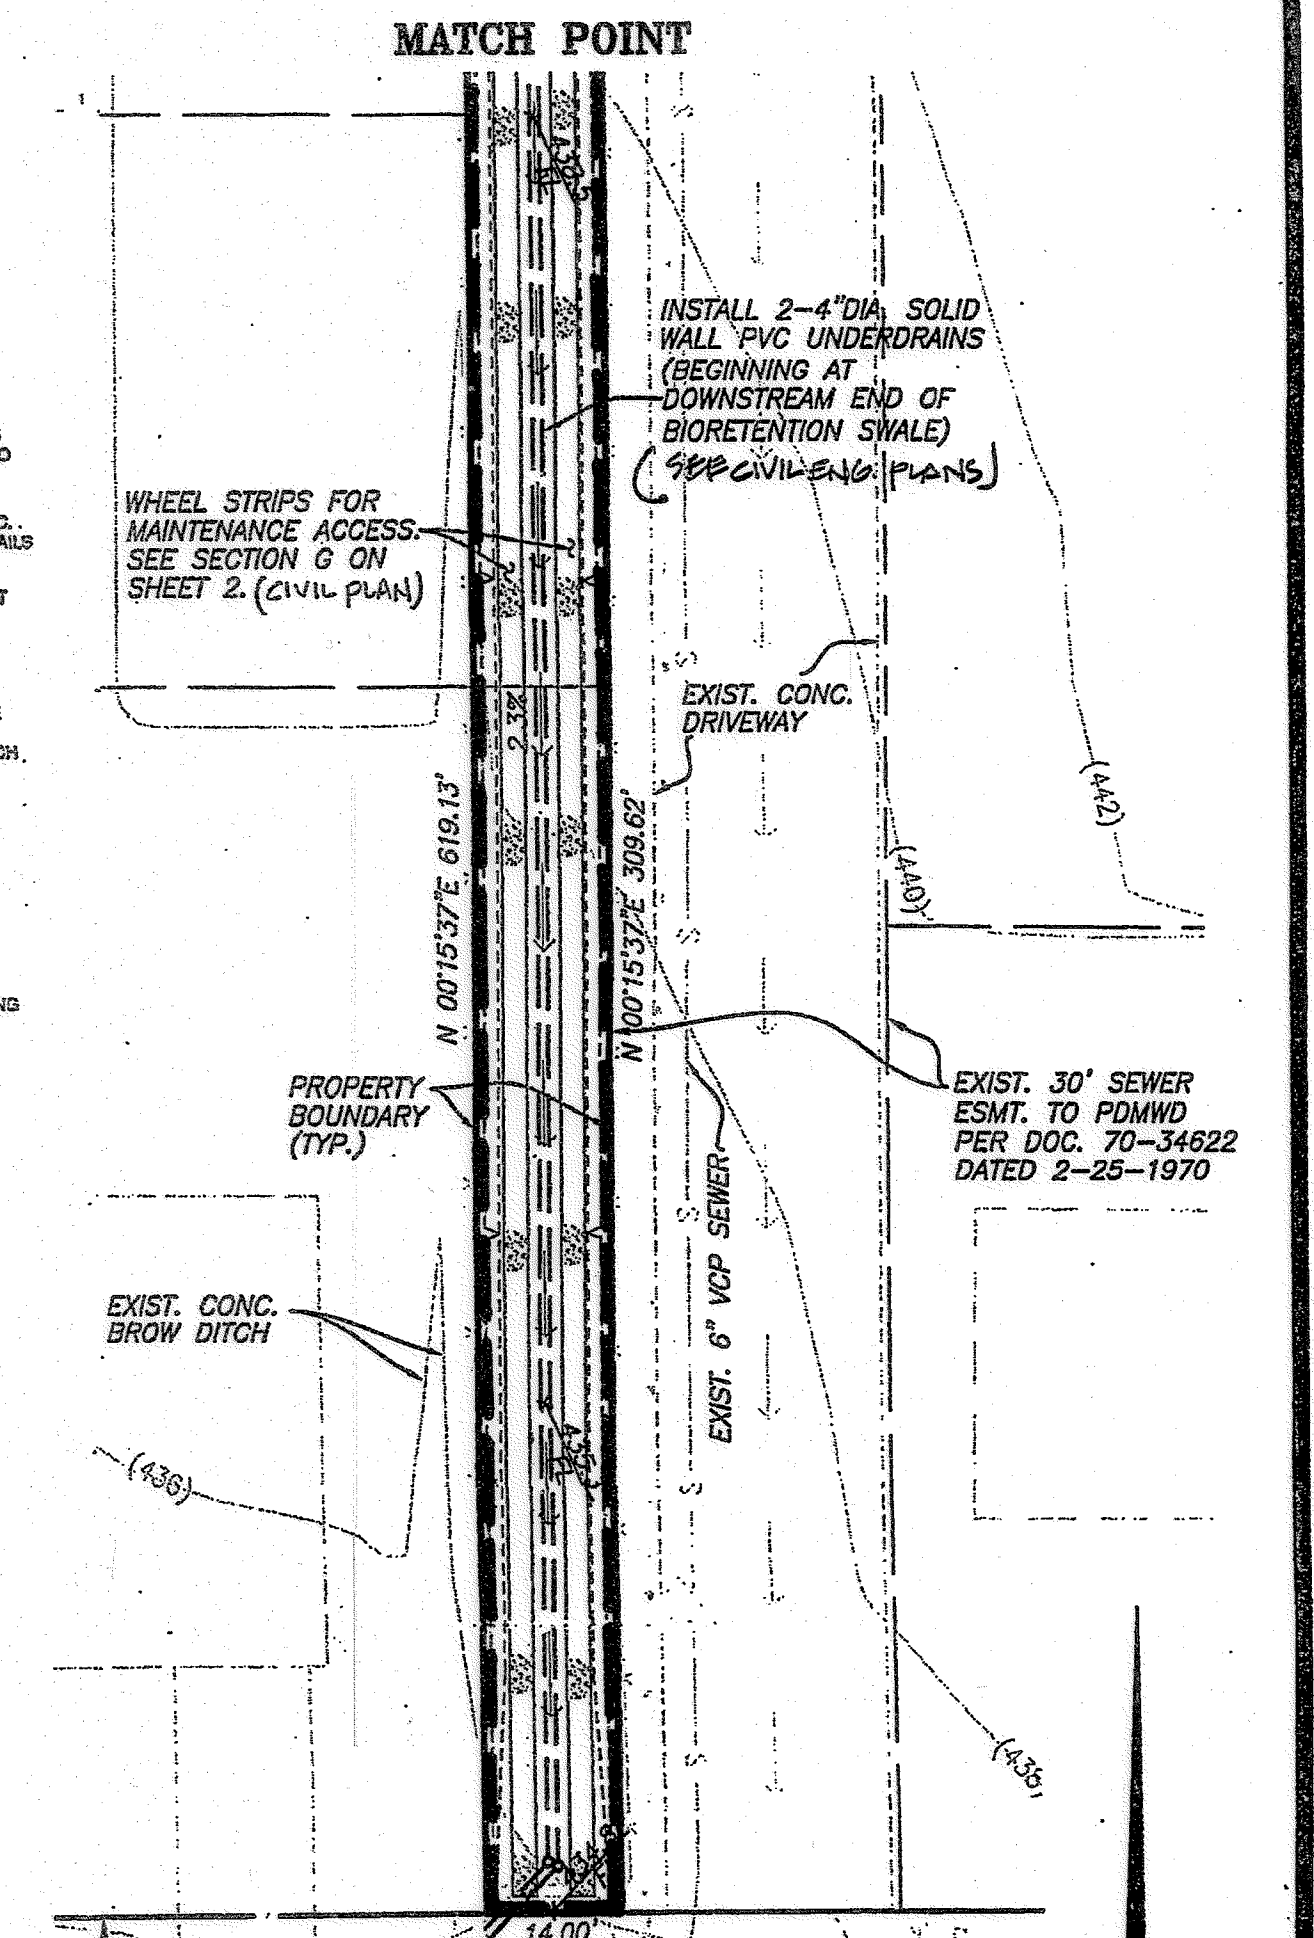 MATCH POINT
INSTALL 2-4"DIA. SOLID
WALL PVC UNDERDRAINS
(BEGINNING AT
DOWNSTREAM END OF
BIORETENTION SWALE)
(SEE CIVIL ENG. PLANS)
WHEEL STRIPS FOR
MAINTENANCE ACCESS.
SEE SECTION G ON
SHEET 2. (CIVIL PLAN)
EXIST. CONC.
DRIVEWAY
2.3%
N 00°15'37"E 619.13'
N 00°15'37"E 309.62'
(442)
(440)
PROPERTY
BOUNDARY
(TYP.)
EXIST. 30' SEWER
ESMT. TO PDMWD
PER DOC. 70-34622
DATED 2-25-1970
EXIST. 6" VCP SEWER
EXIST. CONC.
BROW DITCH
(436)
S
S
S
S
S
S
14.00